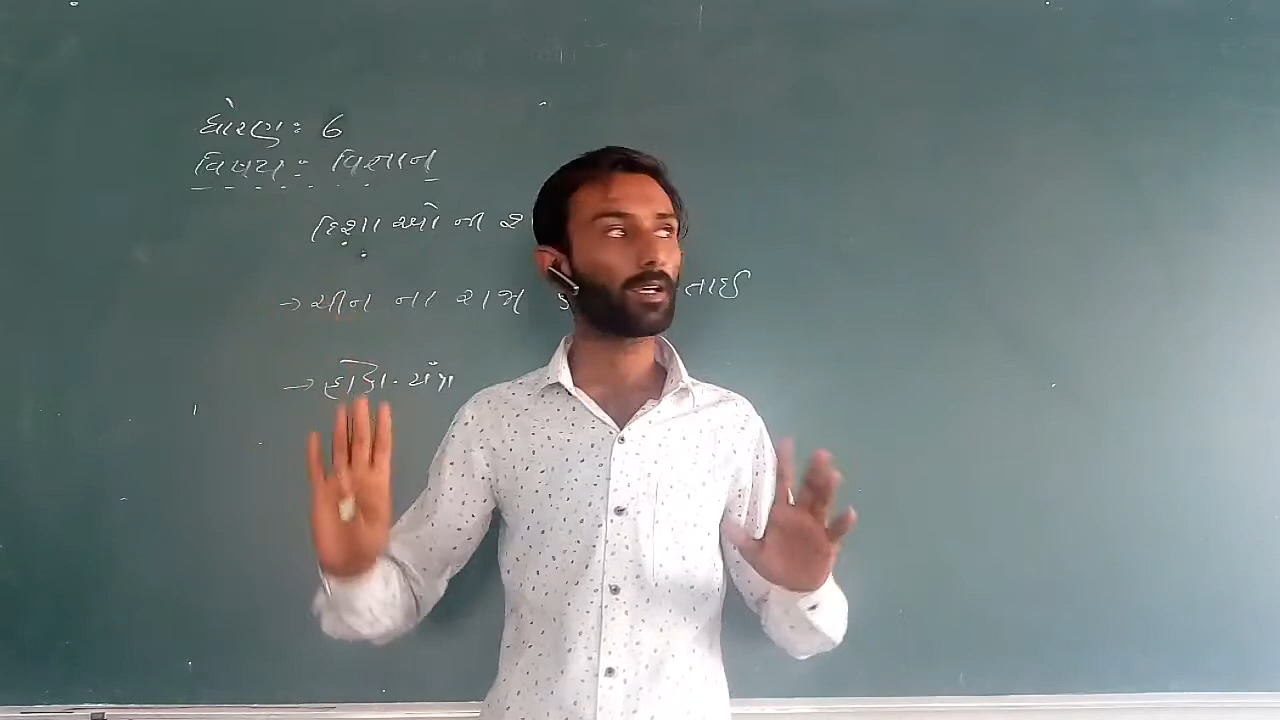 ધોરણ : 6
વિષય : વિજ્ઞાન
દિશાઓ ના
→ ચીન ના રાજા તાઈ
→ હોકા-યંત્ર